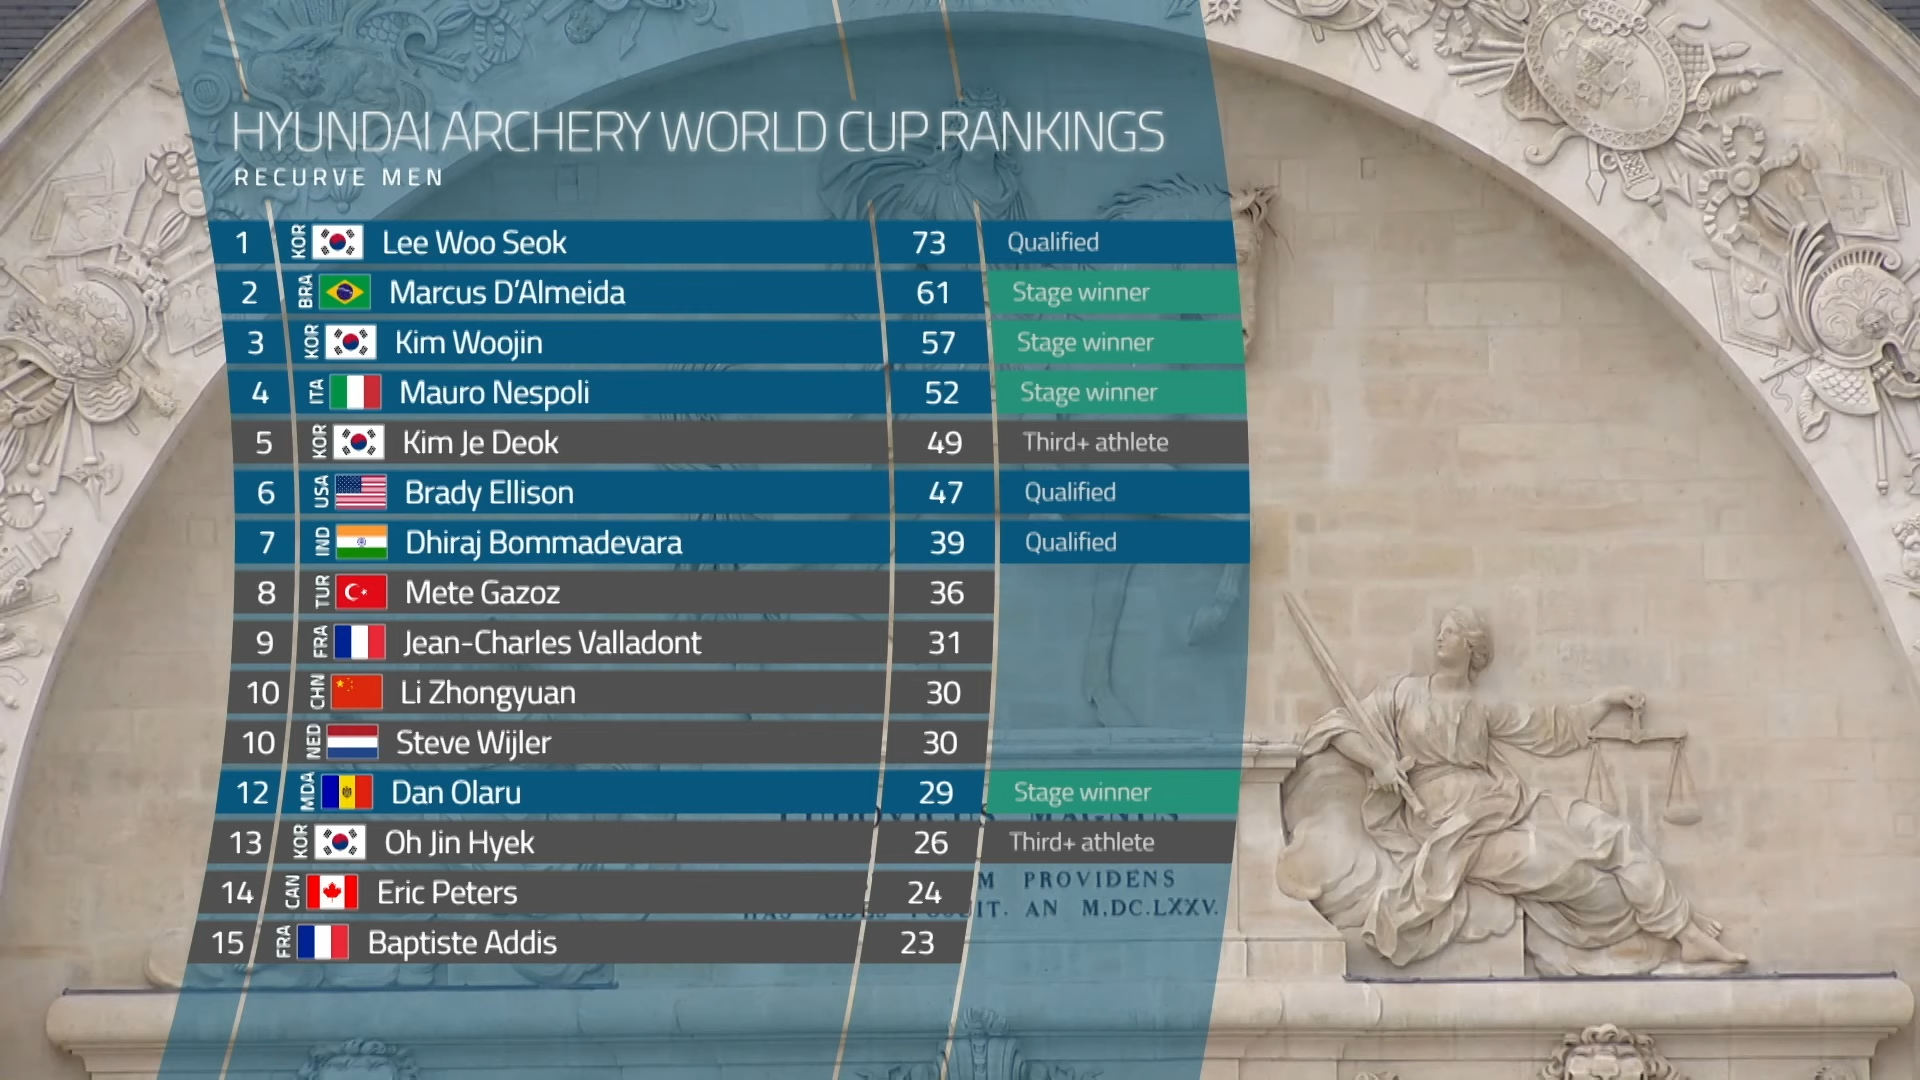 HYUNDAI ARCHERY WORLD CUP RANKINGS
RECURVE MEN
1 KOR Lee Woo Seok 73 Qualified
2 BRA Marcus D'Almeida 61 Stage winner
3 KOR Kim Woojin 57 Stage winner
4 ITA Mauro Nespoli 52 Stage winner
5 KOR Kim Je Deok 49 Third+ athlete
6 USA Brady Ellison 47 Qualified
7 IND Dhiraj Bommadevara 39 Qualified
8 TUR Mete Gazoz 36
9 FRA Jean-Charles Valladont 31
10 CHN Li Zhongyuan 30
10 NED Steve Wijler 30
12 MDA Dan Olaru 29 Stage winner
13 KOR Oh Jin Hyek 26 Third+ athlete
14 CAN Eric Peters 24
15 FRA Baptiste Addis 23
PROVIDENS
AN M.DC.LXXV.